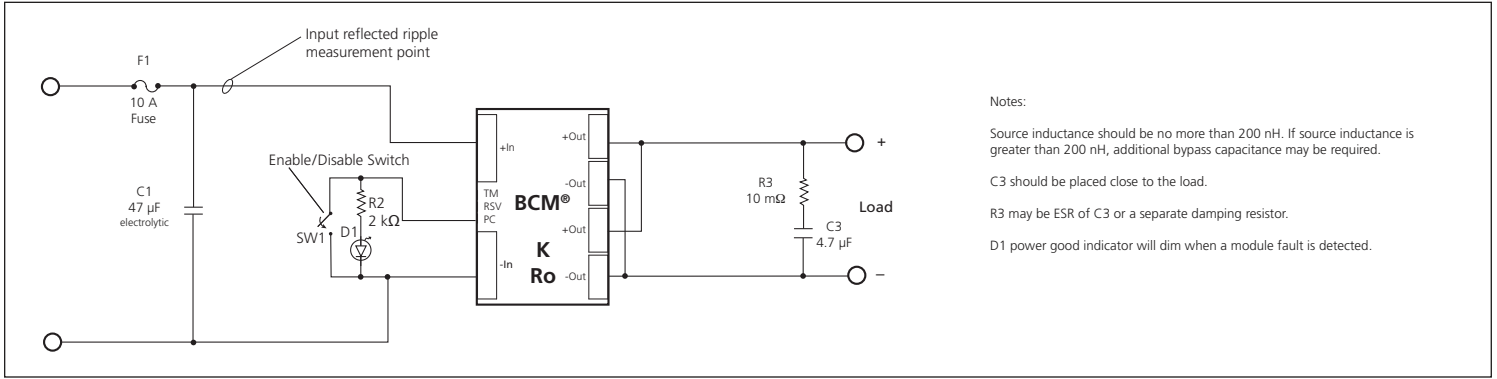 Input reflected ripple
measurement point
F1
10 A
Fuse
C1
47 µF
electrolytic
Enable/Disable Switch
SW1
R2
2 kΩ
D1
+In
TM
RSV
PC
-In
BCM®
K
Ro
+Out
-Out
+Out
-Out
R3
10 mΩ
C3
4.7 µF
+
Load
–
Notes:
Source inductance should be no more than 200 nH. If source inductance is
greater than 200 nH, additional bypass capacitance may be required.
C3 should be placed close to the load.
R3 may be ESR of C3 or a separate damping resistor.
D1 power good indicator will dim when a module fault is detected.